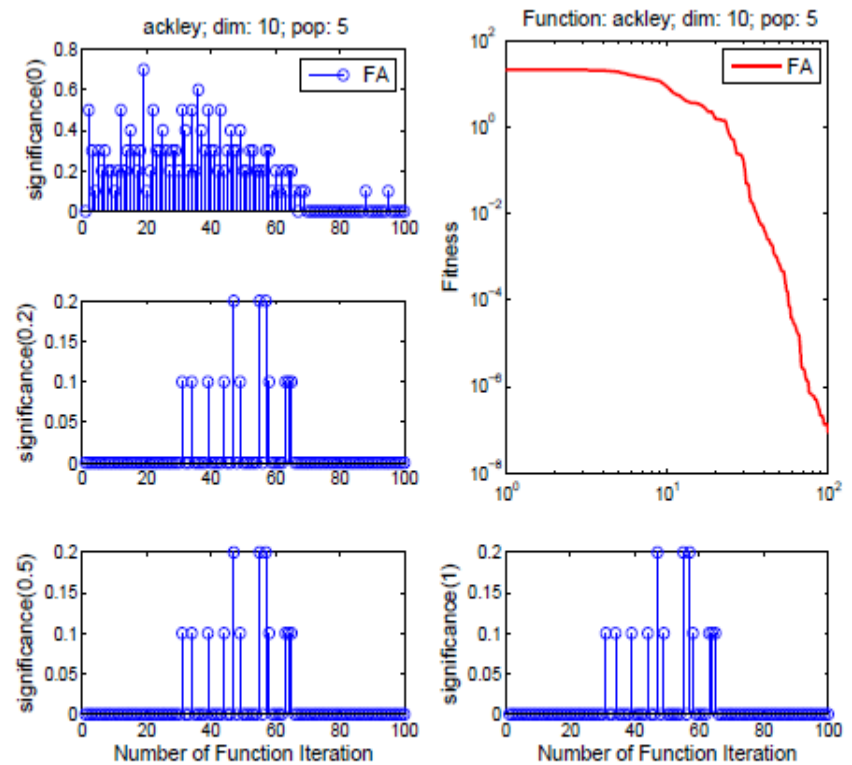 ackley; dim: 10; pop: 5
0.8
0.6
0.4
0.2
0
significance(0)
FA
0 20 40 60 80 100
Function: ackley; dim: 10; pop: 5
10^2
10^0
10^-2
10^-4
10^-6
10^-8
Fitness
FA
10^0 10^1 10^2
0.2
0.15
0.1
0.05
0
significance(0.2)
0 20 40 60 80 100
0.2
0.15
0.1
0.05
0
significance(0.5)
0 20 40 60 80 100
Number of Function Iteration
0.2
0.15
0.1
0.05
0
significance(1)
0 20 40 60 80 100
Number of Function Iteration